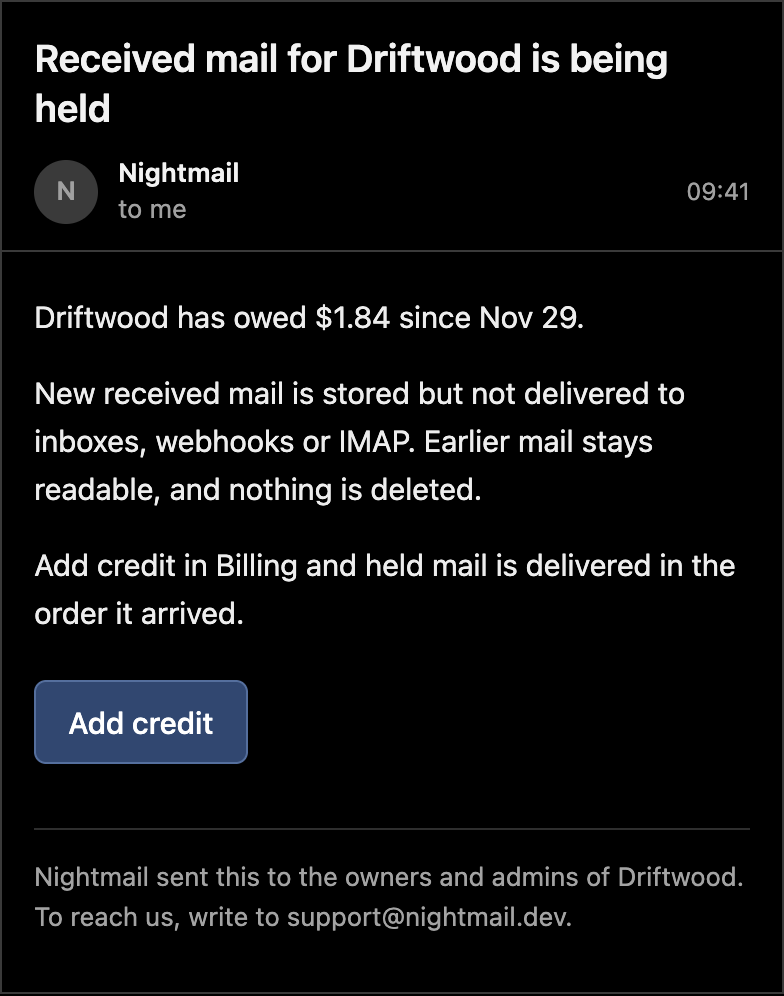 Received mail for Driftwood is being
held
N
Nightmail
to me
09:41
Driftwood has owed $1.84 since Nov 29.
New received mail is stored but not delivered to
inboxes, webhooks or IMAP. Earlier mail stays
readable, and nothing is deleted.
Add credit in Billing and held mail is delivered in the
order it arrived.
Add credit
Nightmail sent this to the owners and admins of Driftwood.
To reach us, write to support@nightmail.dev.